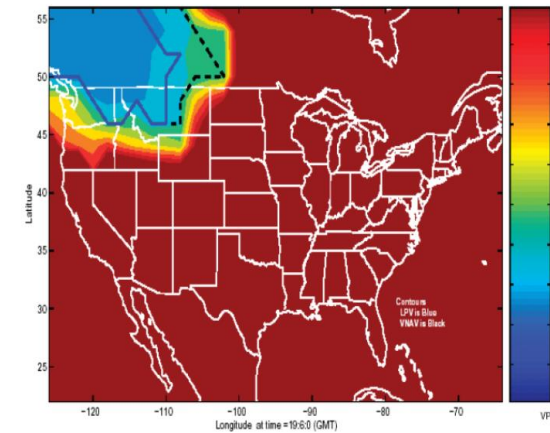 55
50
45
40
35
30
25
Latitude
Contours
LPV is Blue
VNAV is Black
−120
−110
−100
−90
−80
−70
Longitude at time =19:6:0 (GMT)
VP